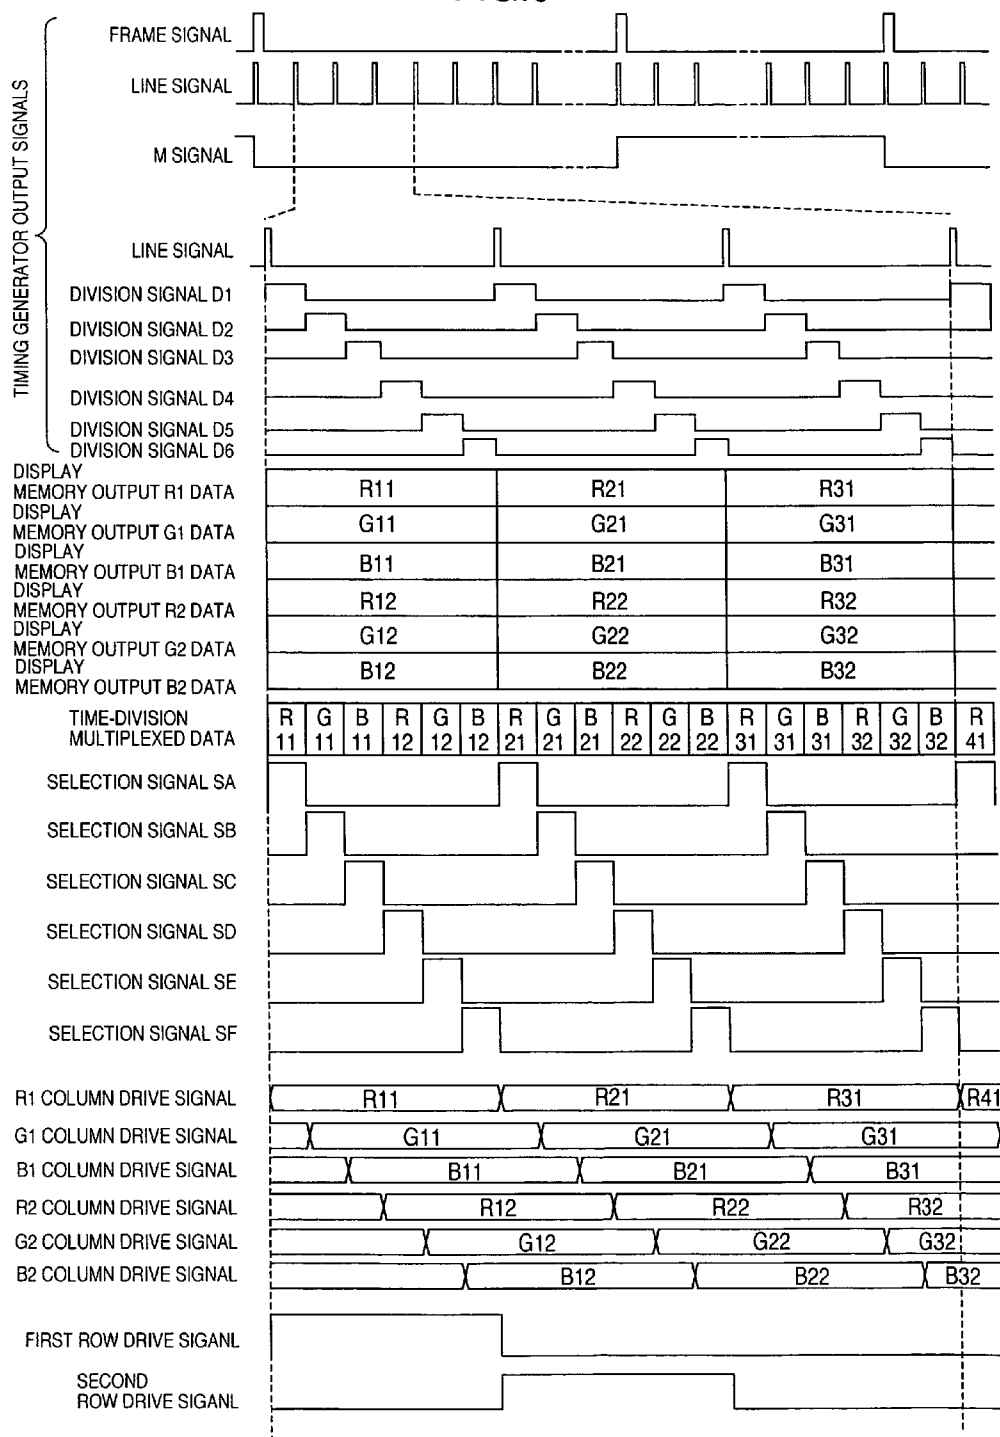 FRAME SIGNAL
LINE SIGNAL
M SIGNAL
TIMING GENERATOR OUTPUT SIGNALS
LINE SIGNAL
DIVISION SIGNAL D1
DIVISION SIGNAL D2
DIVISION SIGNAL D3
DIVISION SIGNAL D4
DIVISION SIGNAL D5
DIVISION SIGNAL D6
DISPLAY
MEMORY OUTPUT R1 DATA R11 R21 R31
DISPLAY
MEMORY OUTPUT G1 DATA G11 G21 G31
DISPLAY
MEMORY OUTPUT B1 DATA B11 B21 B31
DISPLAY
MEMORY OUTPUT R2 DATA R12 R22 R32
DISPLAY
MEMORY OUTPUT G2 DATA G12 G22 G32
DISPLAY
MEMORY OUTPUT B2 DATA B12 B22 B32
TIME-DIVISION R G B R G B R G B R G B R G B R G B R
MULTIPLEXED DATA 11 11 11 12 12 12 21 21 21 22 22 22 31 31 31 32 32 32 41
SELECTION SIGNAL SA
SELECTION SIGNAL SB
SELECTION SIGNAL SC
SELECTION SIGNAL SD
SELECTION SIGNAL SE
SELECTION SIGNAL SF
R1 COLUMN DRIVE SIGNAL R11 R21 R31 R41
G1 COLUMN DRIVE SIGNAL G11 G21 G31
B1 COLUMN DRIVE SIGNAL B11 B21 B31
R2 COLUMN DRIVE SIGNAL R12 R22 R32
G2 COLUMN DRIVE SIGNAL G12 G22 G32
B2 COLUMN DRIVE SIGNAL B12 B22 B32
FIRST ROW DRIVE SIGANL
SECOND
ROW DRIVE SIGANL